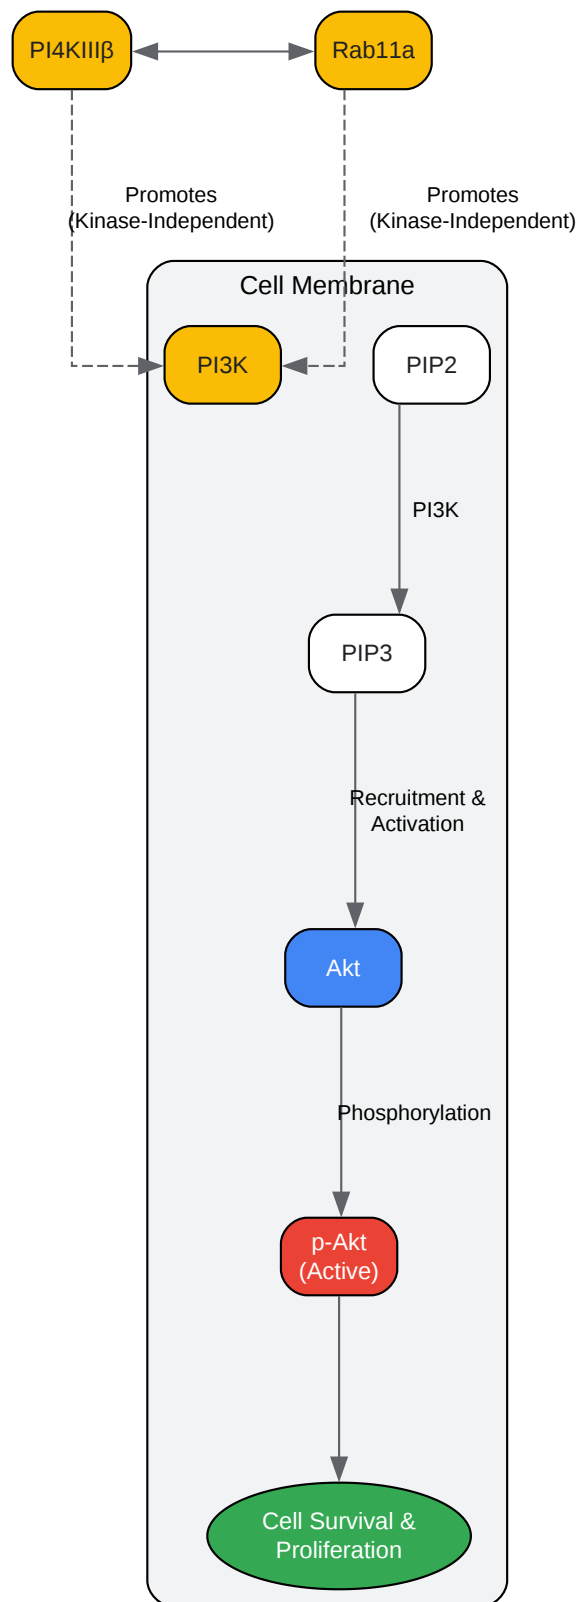 PI4KIIIβ
Rab11a
Promotes
(Kinase-Independent)
Promotes
(Kinase-Independent)
Cell Membrane
PI3K
PIP2
PI3K
PIP3
Recruitment &
Activation
Akt
Phosphorylation
p-Akt
(Active)
Cell Survival &
Proliferation